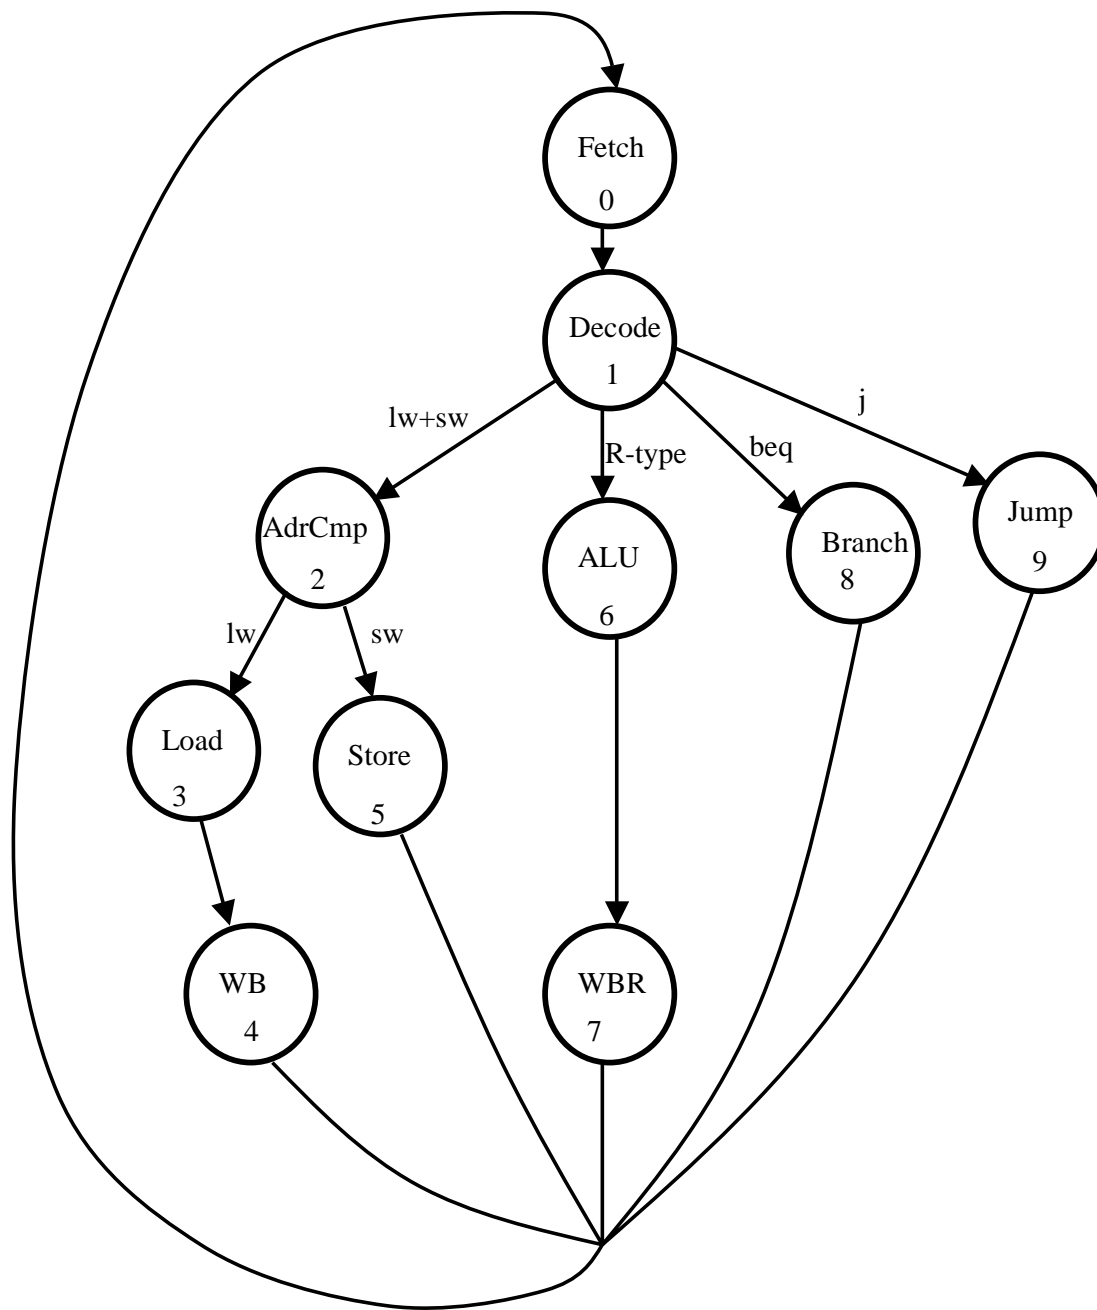 Fetch
0
Decode
1
lw+sw
R-type
beq
j
AdrCmp
2
ALU
6
Branch
8
Jump
9
lw
sw
Load
3
Store
5
WB
4
WBR
7